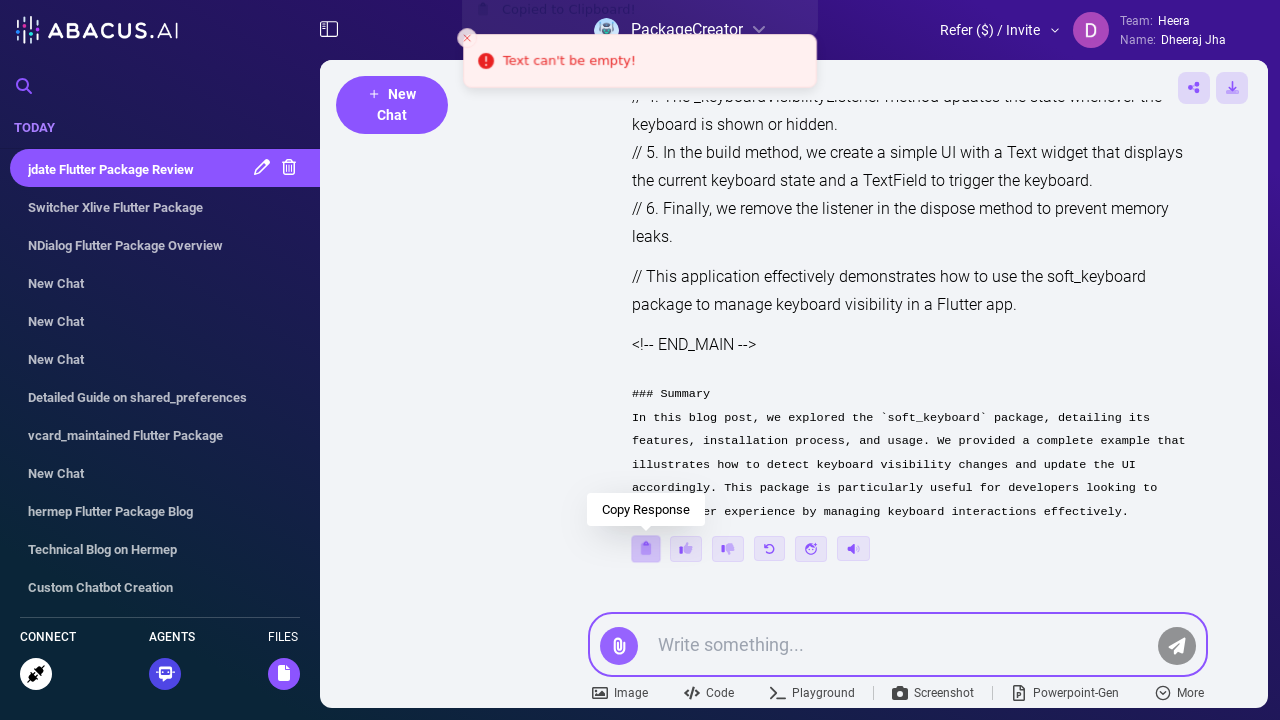 ABACUS.AI
TODAY
jdate Flutter Package Review
Switcher Xlive Flutter Package
NDialog Flutter Package Overview
New Chat
New Chat
New Chat
Detailed Guide on shared_preferences
vcard_maintained Flutter Package
New Chat
hermep Flutter Package Blog
Technical Blog on Hermep
Custom Chatbot Creation
CONNECT
AGENTS
FILES
Copied to Clipboard!
PackageCreator
Text can't be empty!
Refer ($) / Invite
D
Team: Heera
Name: Dheeraj Jha
+ New
Chat
// 4. The _keyboardVisibilityListener method updates the state whenever the
keyboard is shown or hidden.
// 5. In the build method, we create a simple UI with a Text widget that displays
the current keyboard state and a TextField to trigger the keyboard.
// 6. Finally, we remove the listener in the dispose method to prevent memory
leaks.
// This application effectively demonstrates how to use the soft_keyboard
package to manage keyboard visibility in a Flutter app.
<!-- END_MAIN -->
### Summary
In this blog post, we explored the `soft_keyboard` package, detailing its
features, installation process, and usage. We provided a complete example that
illustrates how to detect keyboard visibility changes and update the UI
accordingly. This package is particularly useful for developers looking to
er experience by managing keyboard interactions effectively.
Copy Response
Write something...
Image
Code
Playground
Screenshot
Powerpoint-Gen
More